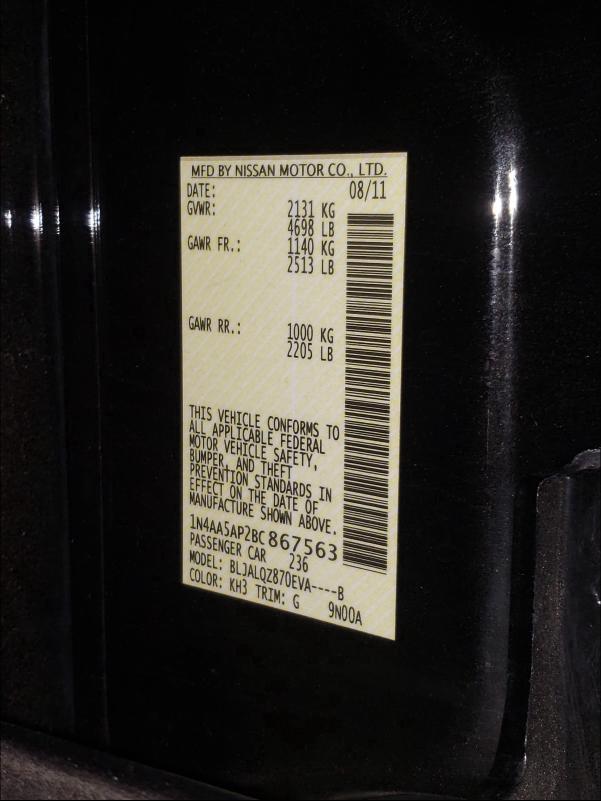 MFD BY NISSAN MOTOR CO., LTD.
DATE: 08/11
GVWR: 2131 KG
4698 LB
GAWR FR.: 1140 KG
2513 LB
GAWR RR.: 1000 KG
2205 LB
THIS VEHICLE CONFORMS TO
ALL APPLICABLE FEDERAL
MOTOR VEHICLE SAFETY,
BUMPER, AND THEFT
PREVENTION STANDARDS IN
EFFECT ON THE DATE OF
MANUFACTURE SHOWN ABOVE.
1N4AA5AP2BC867563
PASSENGER CAR 236
MODEL: BLJALQZ870EVA----B
COLOR: KH3 TRIM: G 9N00A